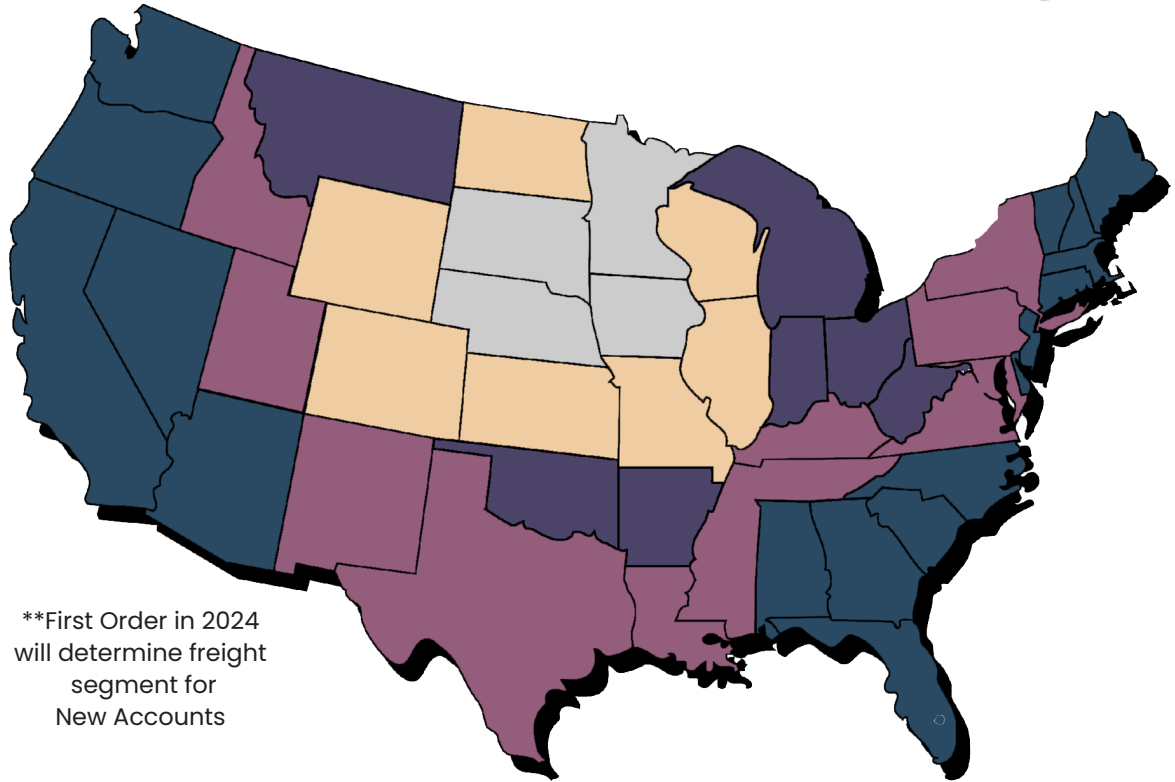 **First Order in 2024
will determine freight
segment for
New Accounts